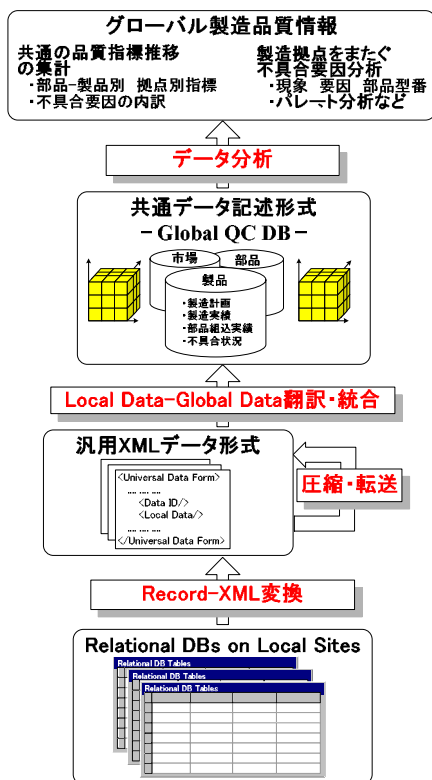 グローバル製造品質情報
共通の品質指標推移
の集計
・部品-製品別 拠点別指標
・不具合要因の内訳
製造拠点をまたぐ
不具合要因分析
・現象 要因 部品型番
・パレート分析など
データ分析
共通データ記述形式
－Global QC DB－
市場
部品
製品
・製造計画
・製造実績
・部品組込実績
・不具合状況
Local Data-Global Data翻訳・統合
汎用XMLデータ形式
<Universal Data Form>
... ... ...
<Data ID/>
<Local Data/>
... ... ...
</Universal Data Form>
圧縮・転送
Record-XML変換
Relational DBs on Local Sites
Relational DB Tables
Relational DB Tables
Relational DB Tables